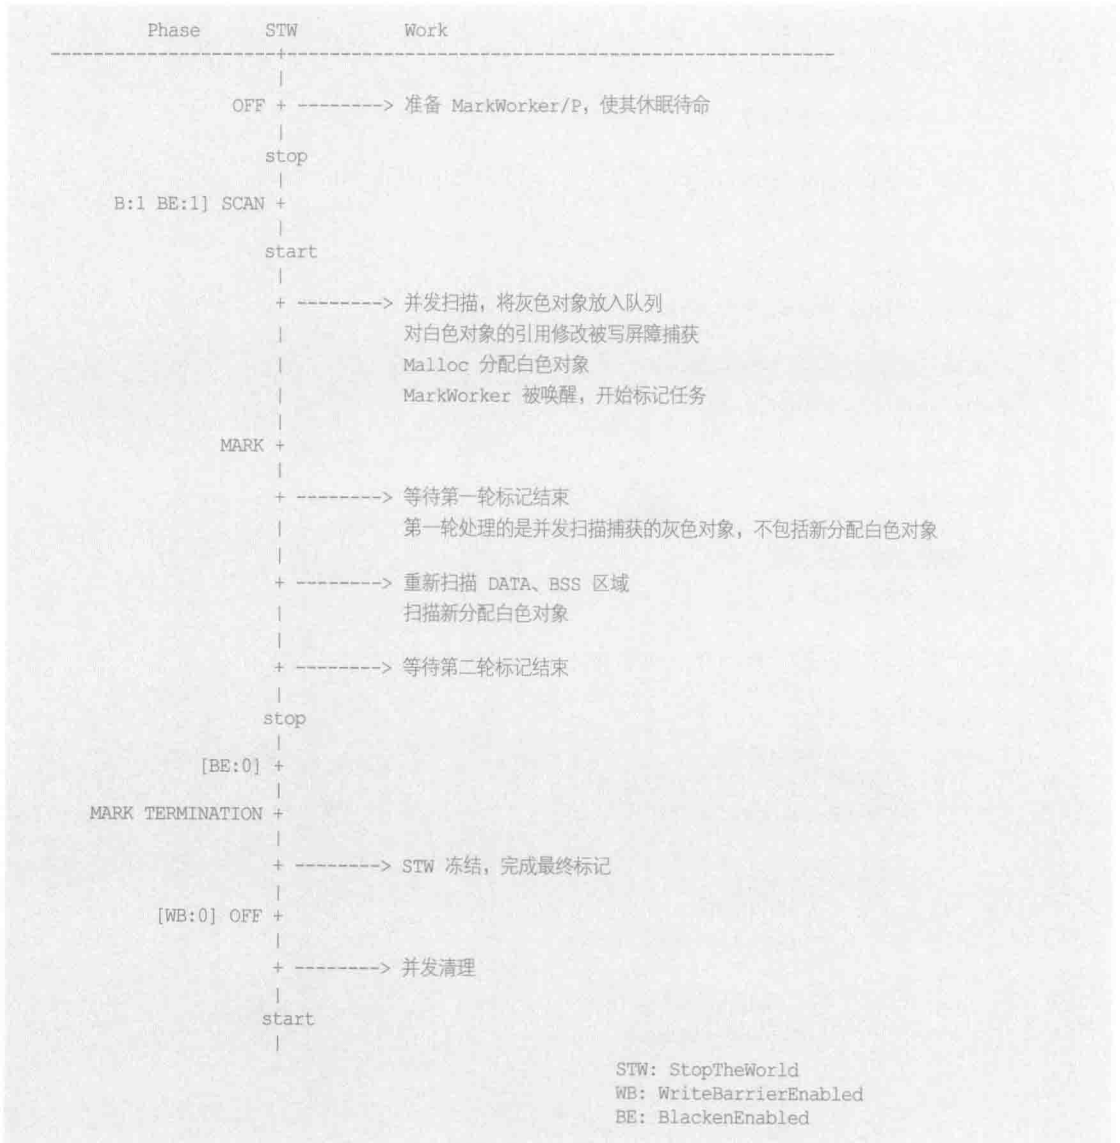 Phase STW Work
OFF + --------> 准备 MarkWorker/P，使其休眠待命
stop
B:1 BE:1] SCAN +
start
+ --------> 并发扫描，将灰色对象放入队列
对白色对象的引用修改被写屏障捕获
Malloc 分配白色对象
MarkWorker 被唤醒，开始标记任务
MARK +
+ --------> 等待第一轮标记结束
第一轮处理的是并发扫描捕获的灰色对象，不包括新分配白色对象
+ --------> 重新扫描 DATA、BSS 区域
扫描新分配白色对象
+ --------> 等待第二轮标记结束
stop
[BE:0] +
MARK TERMINATION +
+ --------> STW 冻结，完成最终标记
[WB:0] OFF +
+ --------> 并发清理
start
STW: StopTheWorld
WB: WriteBarrierEnabled
BE: BlackenEnabled